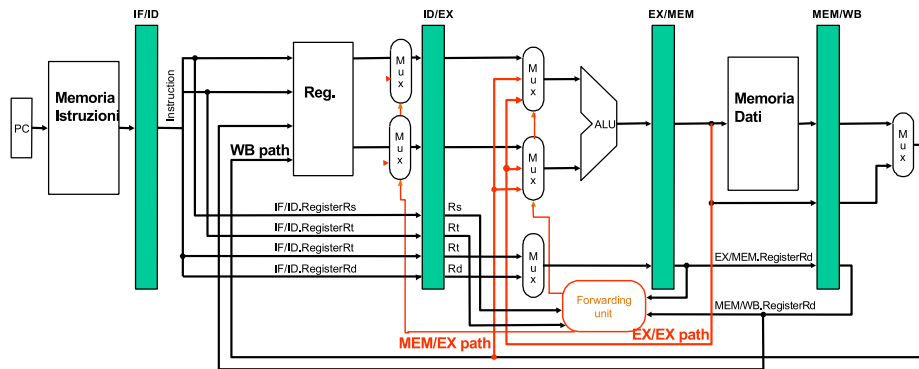 IF/ID
ID/EX
EX/MEM
MEM/WB
PC
Memoria
Istruzioni
Instruction
Reg.
Mux
Mux
Mux
Mux
ALU
Memoria
Dati
Mux
WB path
IF/ID.RegisterRs
Rs
IF/ID.RegisterRt
Rt
IF/ID.RegisterRt
Rt
IF/ID.RegisterRd
Rd
Mux
EX/MEM.RegisterRd
Forwarding
unit
MEM/WB.RegisterRd
MEM/EX path
EX/EX path